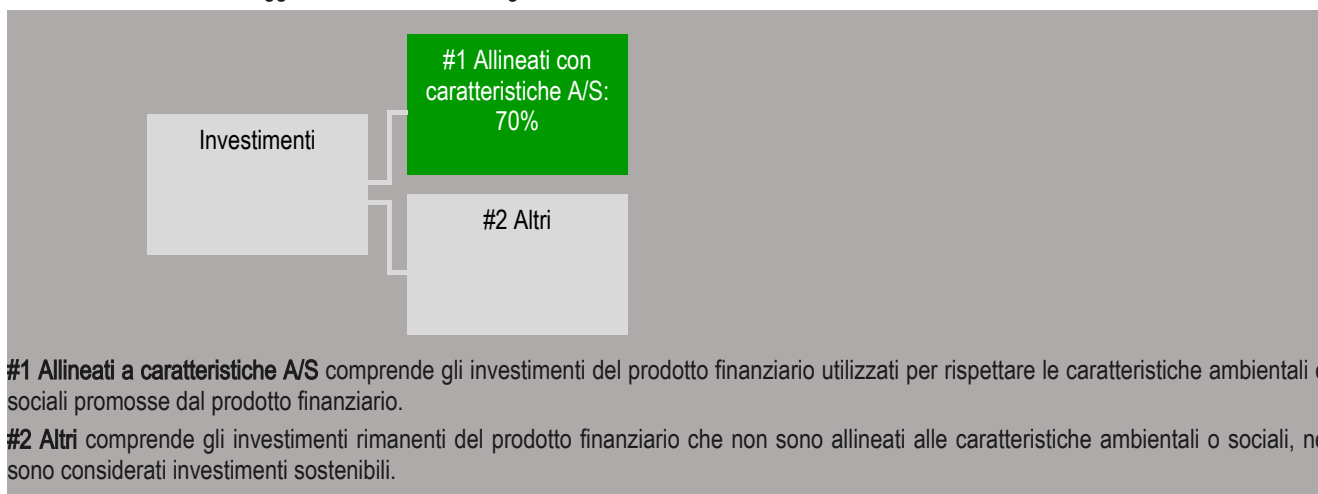 #1 Allineati con
caratteristiche A/S:
70%
Investimenti
#2 Altri
#1 Allineati a caratteristiche A/S comprende gli investimenti del prodotto finanziario utilizzati per rispettare le caratteristiche ambientali
sociali promosse dal prodotto finanziario.
#2 Altri comprende gli investimenti rimanenti del prodotto finanziario che non sono allineati alle caratteristiche ambientali o sociali,
sono considerati investimenti sostenibili.